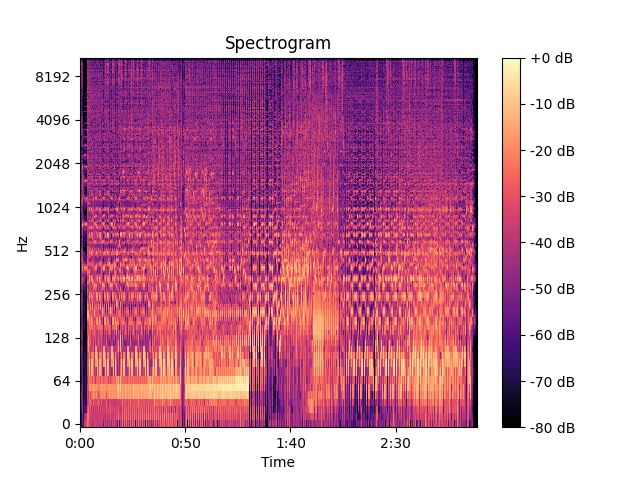 Spectrogram
8192
4096
2048
1024
512
256
128
64
0
Hz
0:00
0:50
1:40
2:30
Time
+0 dB
-10 dB
-20 dB
-30 dB
-40 dB
-50 dB
-60 dB
-70 dB
-80 dB